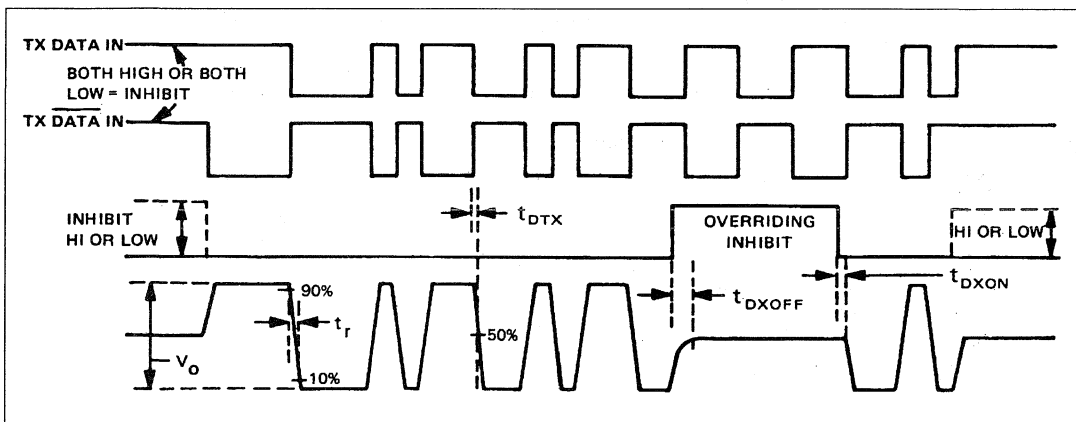 TX DATA IN
BOTH HIGH OR BOTH
LOW = INHIBIT
TX DATA IN
INHIBIT
HI OR LOW
tDTX
OVERRIDING
INHIBIT
HI OR LOW
tDXOFF
tDXON
90%
tr
50%
Vo
10%